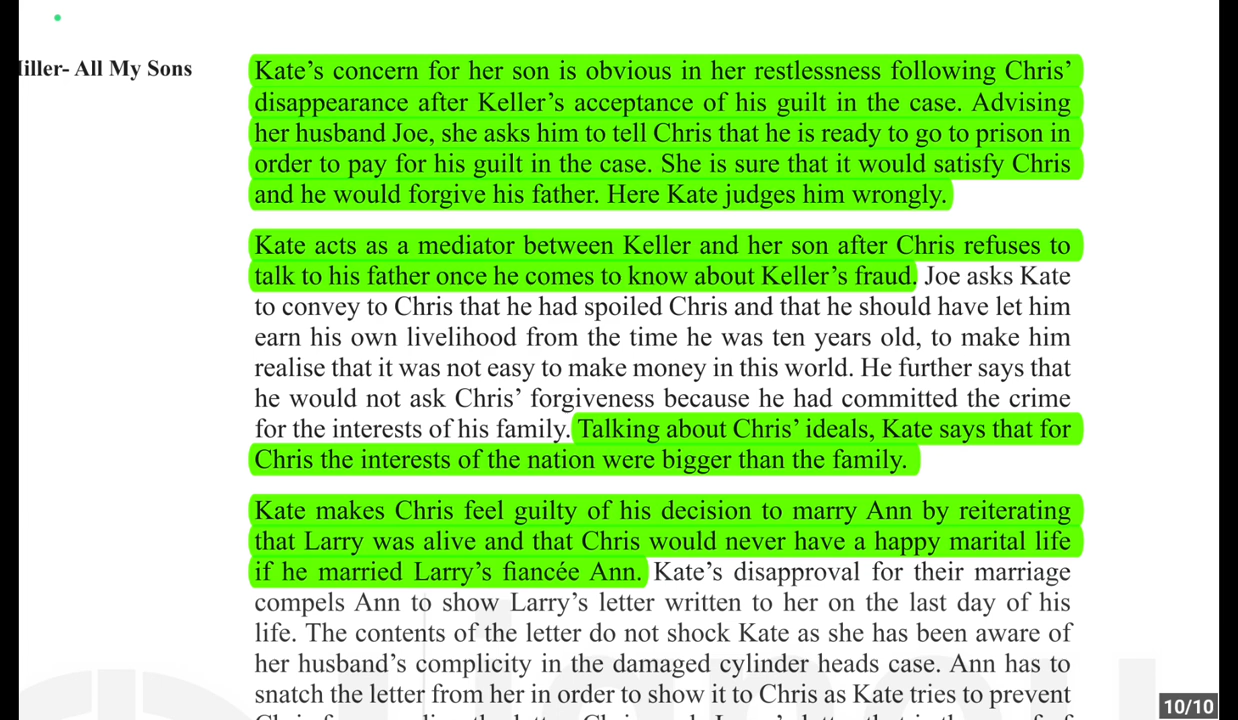 iller- All My Sons
Kate's concern for her son is obvious in her restlessness following Chris'
disappearance after Keller's acceptance of his guilt in the case. Advising
her husband Joe, she asks him to tell Chris that he is ready to go to prison in
order to pay for his guilt in the case. She is sure that it would satisfy Chris
and he would forgive his father. Here Kate judges him wrongly.
Kate acts as a mediator between Keller and her son after Chris refuses to
talk to his father once he comes to know about Keller's fraud. Joe asks Kate
to convey to Chris that he had spoiled Chris and that he should have let him
earn his own livelihood from the time he was ten years old, to make him
realise that it was not easy to make money in this world. He further says that
he would not ask Chris' forgiveness because he had committed the crime
for the interests of his family. Talking about Chris' ideals, Kate says that for
Chris the interests of the nation were bigger than the family.
Kate makes Chris feel guilty of his decision to marry Ann by reiterating
that Larry was alive and that Chris would never have a happy marital life
if he married Larry's fiancée Ann. Kate's disapproval for their marriage
compels Ann to show Larry's letter written to her on the last day of his
life. The contents of the letter do not shock Kate as she has been aware of
her husband's complicity in the damaged cylinder heads case. Ann has to
snatch the letter from her in order to show it to Chris as Kate tries to prevent
10/10